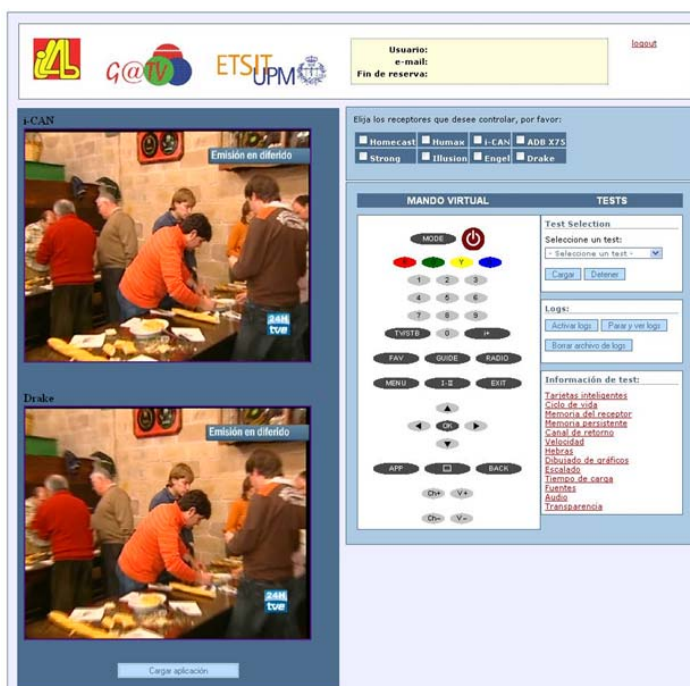 G@TV
ETSIT
UPM
Usuario:
e-mail:
Fin de reserva:
logout
i-CAN
Emisión en diferido
24H
tve
Drake
Emisión en diferido
24H
tve
Cargar aplicación
Elija los receptores que desee controlar, por favor:
Homecast Humax i-CAN ADB X75
Strong Illusion Engel Drake
MANDO VIRTUAL
MODE
Y
1 2 3
4 5 6
7 8 9
TV/STB 0 i+
FAV GUIDE RADIO
MENU I-II EXIT
OK
APP BACK
Ch+ V+
Ch- V-
TESTS
Test Selection
Seleccione un test:
- Seleccione un test -
Cargar Detener
Logs:
Activar logs Parar y ver logs
Borrar archivo de logs
Información de test:
Tarjetas inteligentes
Ciclo de vida
Memoria del receptor
Memoria persistente
Canal de retorno
Velocidad
Hebras
Dibujado de gráficos
Escalado
Tiempo de carga
Fuentes
Audio
Transparencia